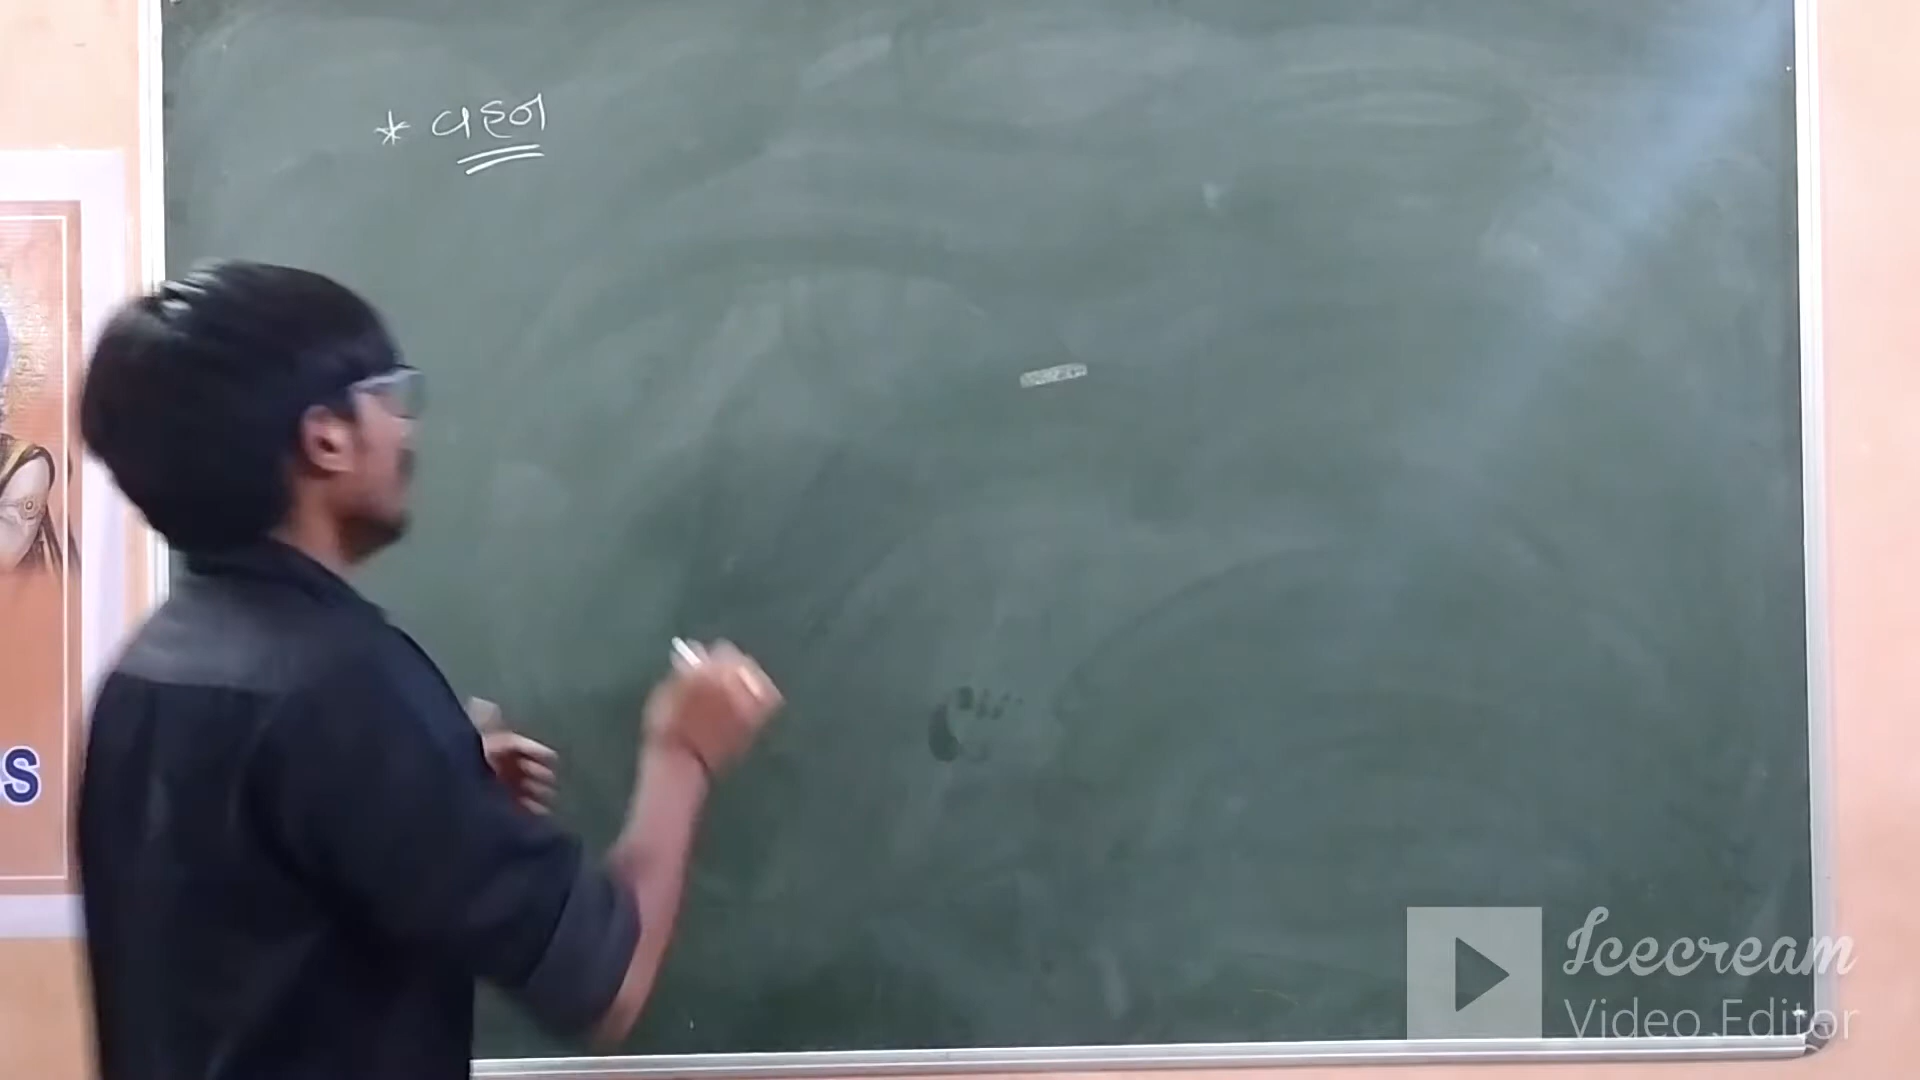 * વહન
S
Icecream
Video Editor